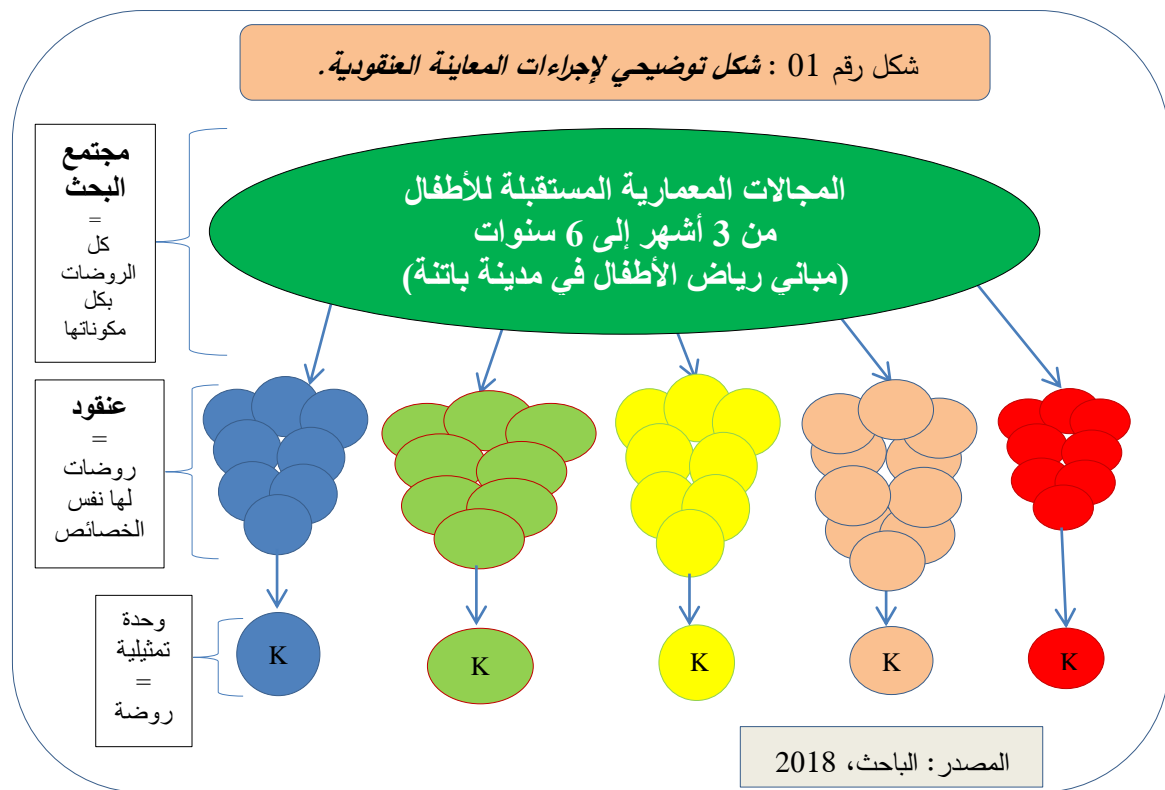 شكل رقم 01 : شكل توضيحي لإجراءات المعاينة العنقودية.
مجتمع
البحث
=
كل
الروضات
بكل
مكوناتها
المجالات المعمارية المستقبلة للأطفال
من 3 أشهر إلى 6 سنوات
(مباني رياض الأطفال في مدينة باتنة)
عنقود
=
روضات
لها نفس
الخصائص
وحدة
تمثيلية
=
روضة
K
K
K
K
K
المصدر: الباحث، 2018